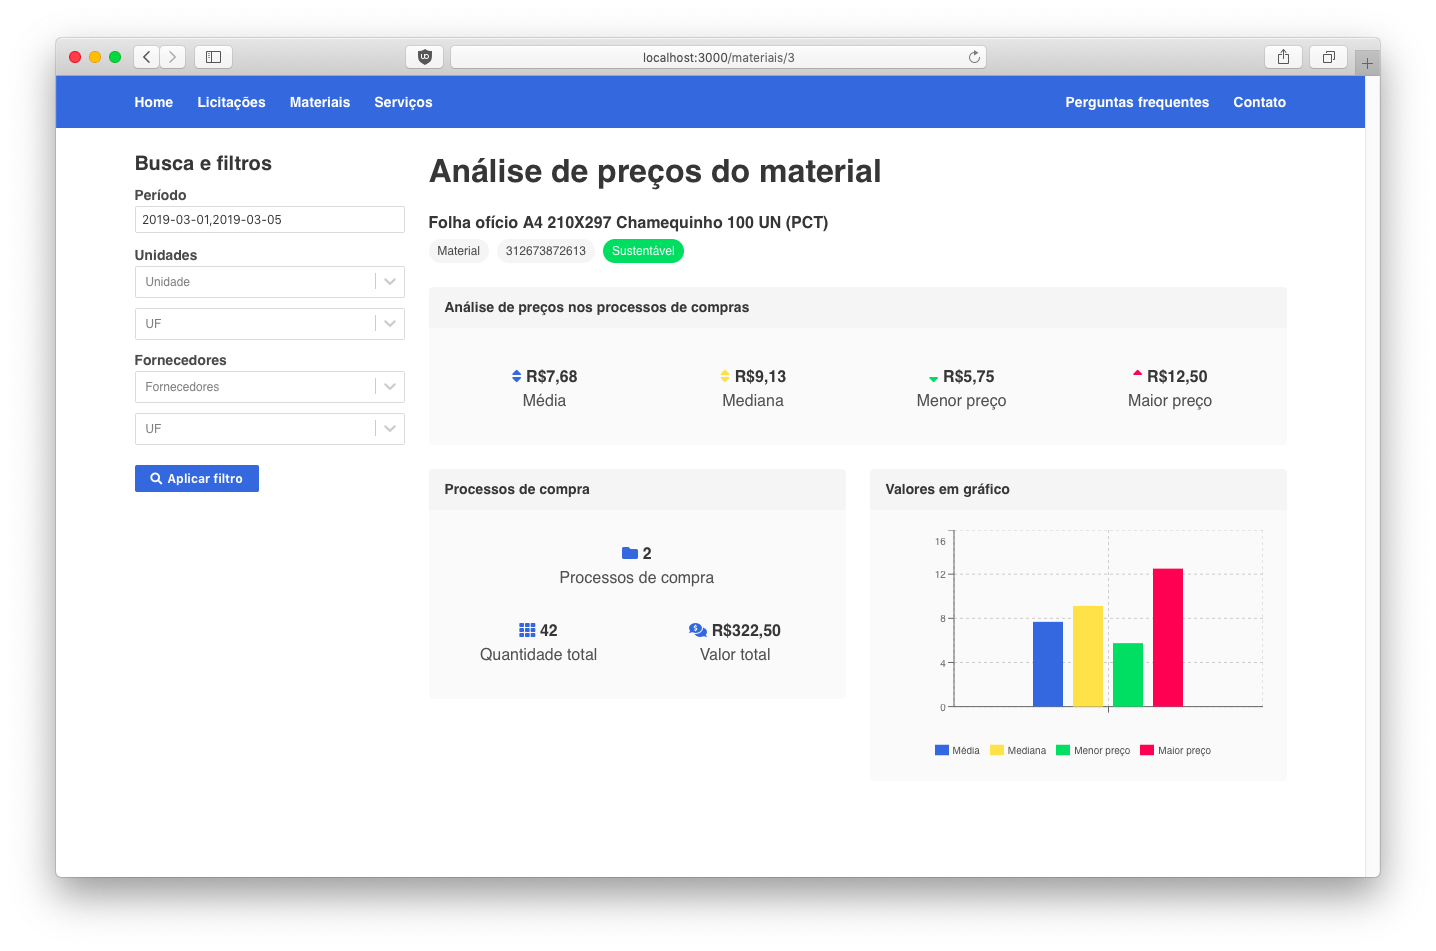 localhost:3000/materiais/3
Home Licitações Materiais Serviços Perguntas frequentes Contato
Busca e filtros
Período
2019-03-01,2019-03-05
Unidades
Unidade
UF
Fornecedores
Fornecedores
UF
Aplicar filtro
Análise de preços do material
Folha ofício A4 210X297 Chamequinho 100 UN (PCT)
Material 312673872613 Sustentável
Análise de preços nos processos de compras
R$7,68 R$9,13 R$5,75 R$12,50
Média Mediana Menor preço Maior preço
Processos de compra
2
Processos de compra
42 R$322,50
Quantidade total Valor total
Valores em gráfico
16
12
8
4
0
Média Mediana Menor preço Maior preço